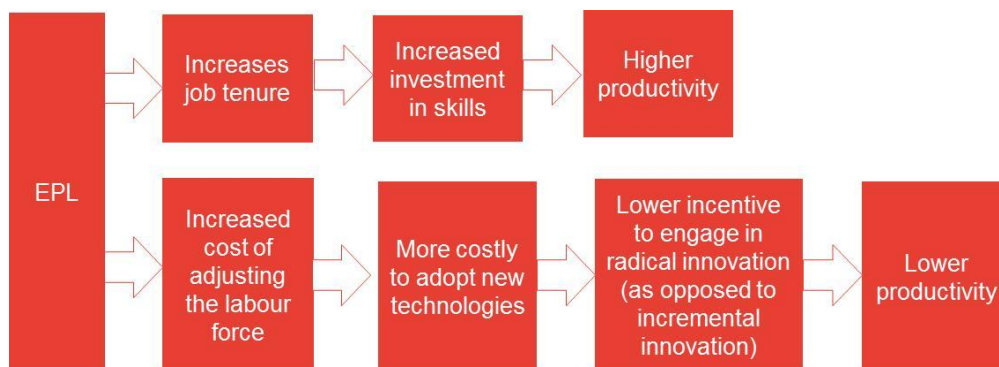 EPL
Increases
job tenure
Increased
investment
in skills
Higher
productivity
Increased
cost of
adjusting
the labour
force
More costly
to adopt new
technologies
Lower incentive
to engage in
radical innovation
(as opposed to
incremental
innovation)
Lower
productivity